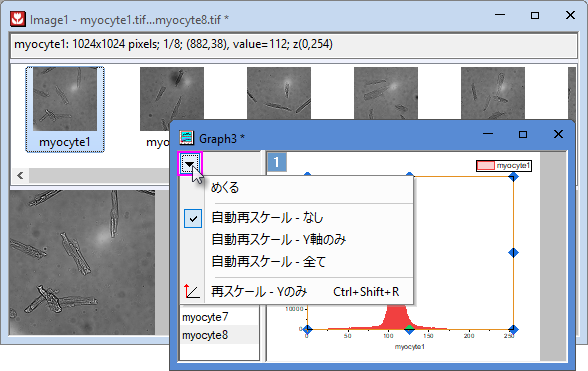 Image1 - myocyte1.tif...myocyte8.tif *
myocyte1: 1024x1024 pixels; 1/8; (882,38), value=112; z(0,254)
myocyte1
Graph3 *
1
myocyte1
めくる
自動再スケール - なし
自動再スケール - Y軸のみ
自動再スケール - 全て
再スケール - Yのみ Ctrl+Shift+R
myocyte7
myocyte8
10000
0
0 50 100 150 200 250
myocyte1